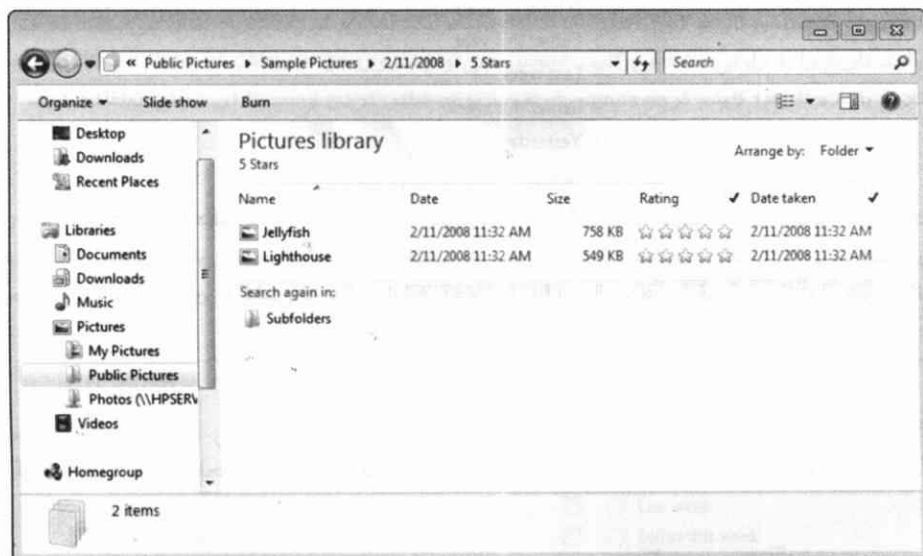 « Public Pictures ▸ Sample Pictures ▸ 2/11/2008 ▸ 5 Stars Search
Organize Slide show Burn
Desktop
Downloads
Recent Places
Libraries
Documents
Downloads
Music
Pictures
My Pictures
Public Pictures
Photos (\\HPSERV
Videos
Homegroup
Pictures library
5 Stars
Arrange by: Folder
Name Date Size Rating Date taken
Jellyfish 2/11/2008 11:32 AM 758 KB 2/11/2008 11:32 AM
Lighthouse 2/11/2008 11:32 AM 549 KB 2/11/2008 11:32 AM
Search again in:
Subfolders
2 items